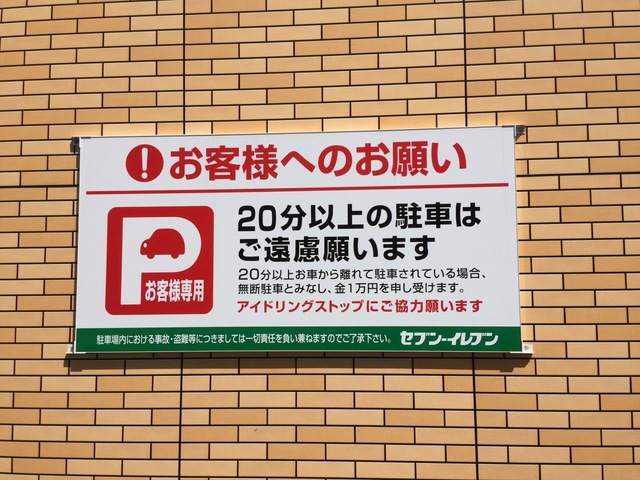 ！お客様へのお願い
P
お客様専用
20分以上の駐車は
ご遠慮願います
20分以上お車から離れて駐車されている場合、
無断駐車とみなし、金1万円を申し受けます。
アイドリングストップにご協力願います
駐車場内における事故・盗難等につきましては一切責任を負い兼ねますのでご了承下さい。
セブン-イレブン